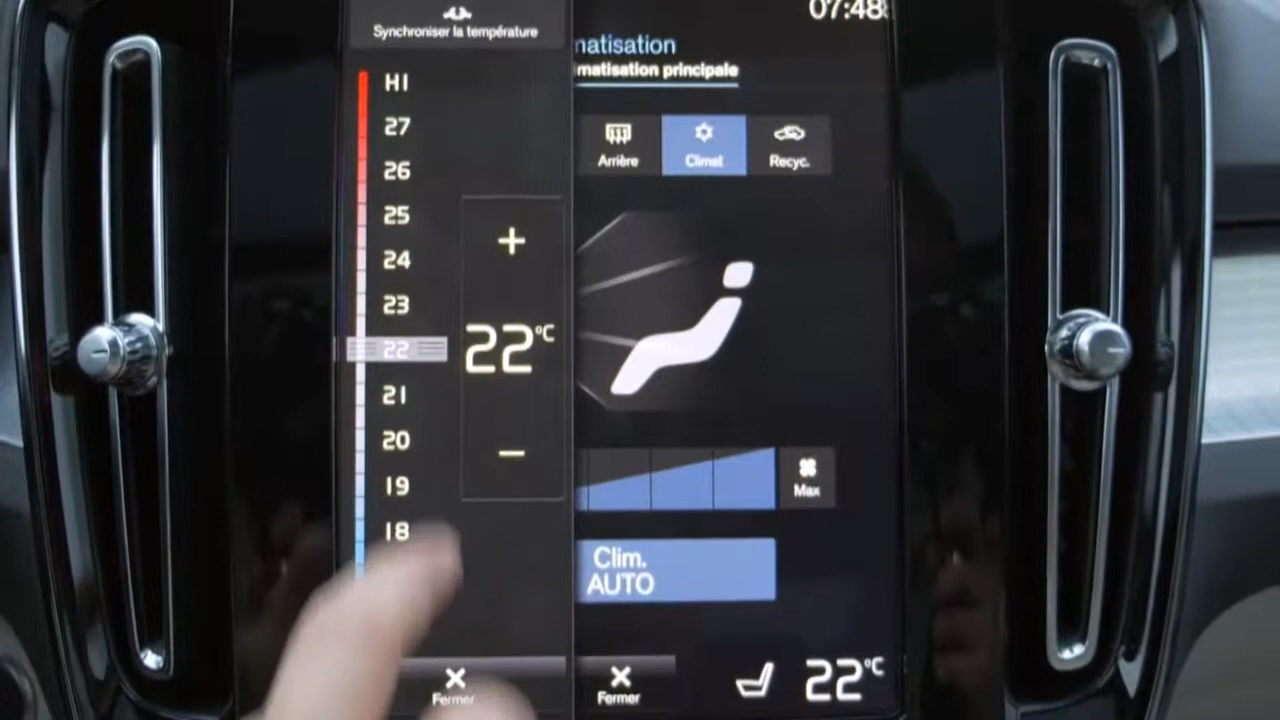 Synchroniser la température
HI
27
26
25
24
23
22
21
20
19
18
+
22°C
−
Fermer
07:48
matisation
matisation principale
Arrière
Climat
Recyc.
Max
Clim.
AUTO
Fermer
22°C